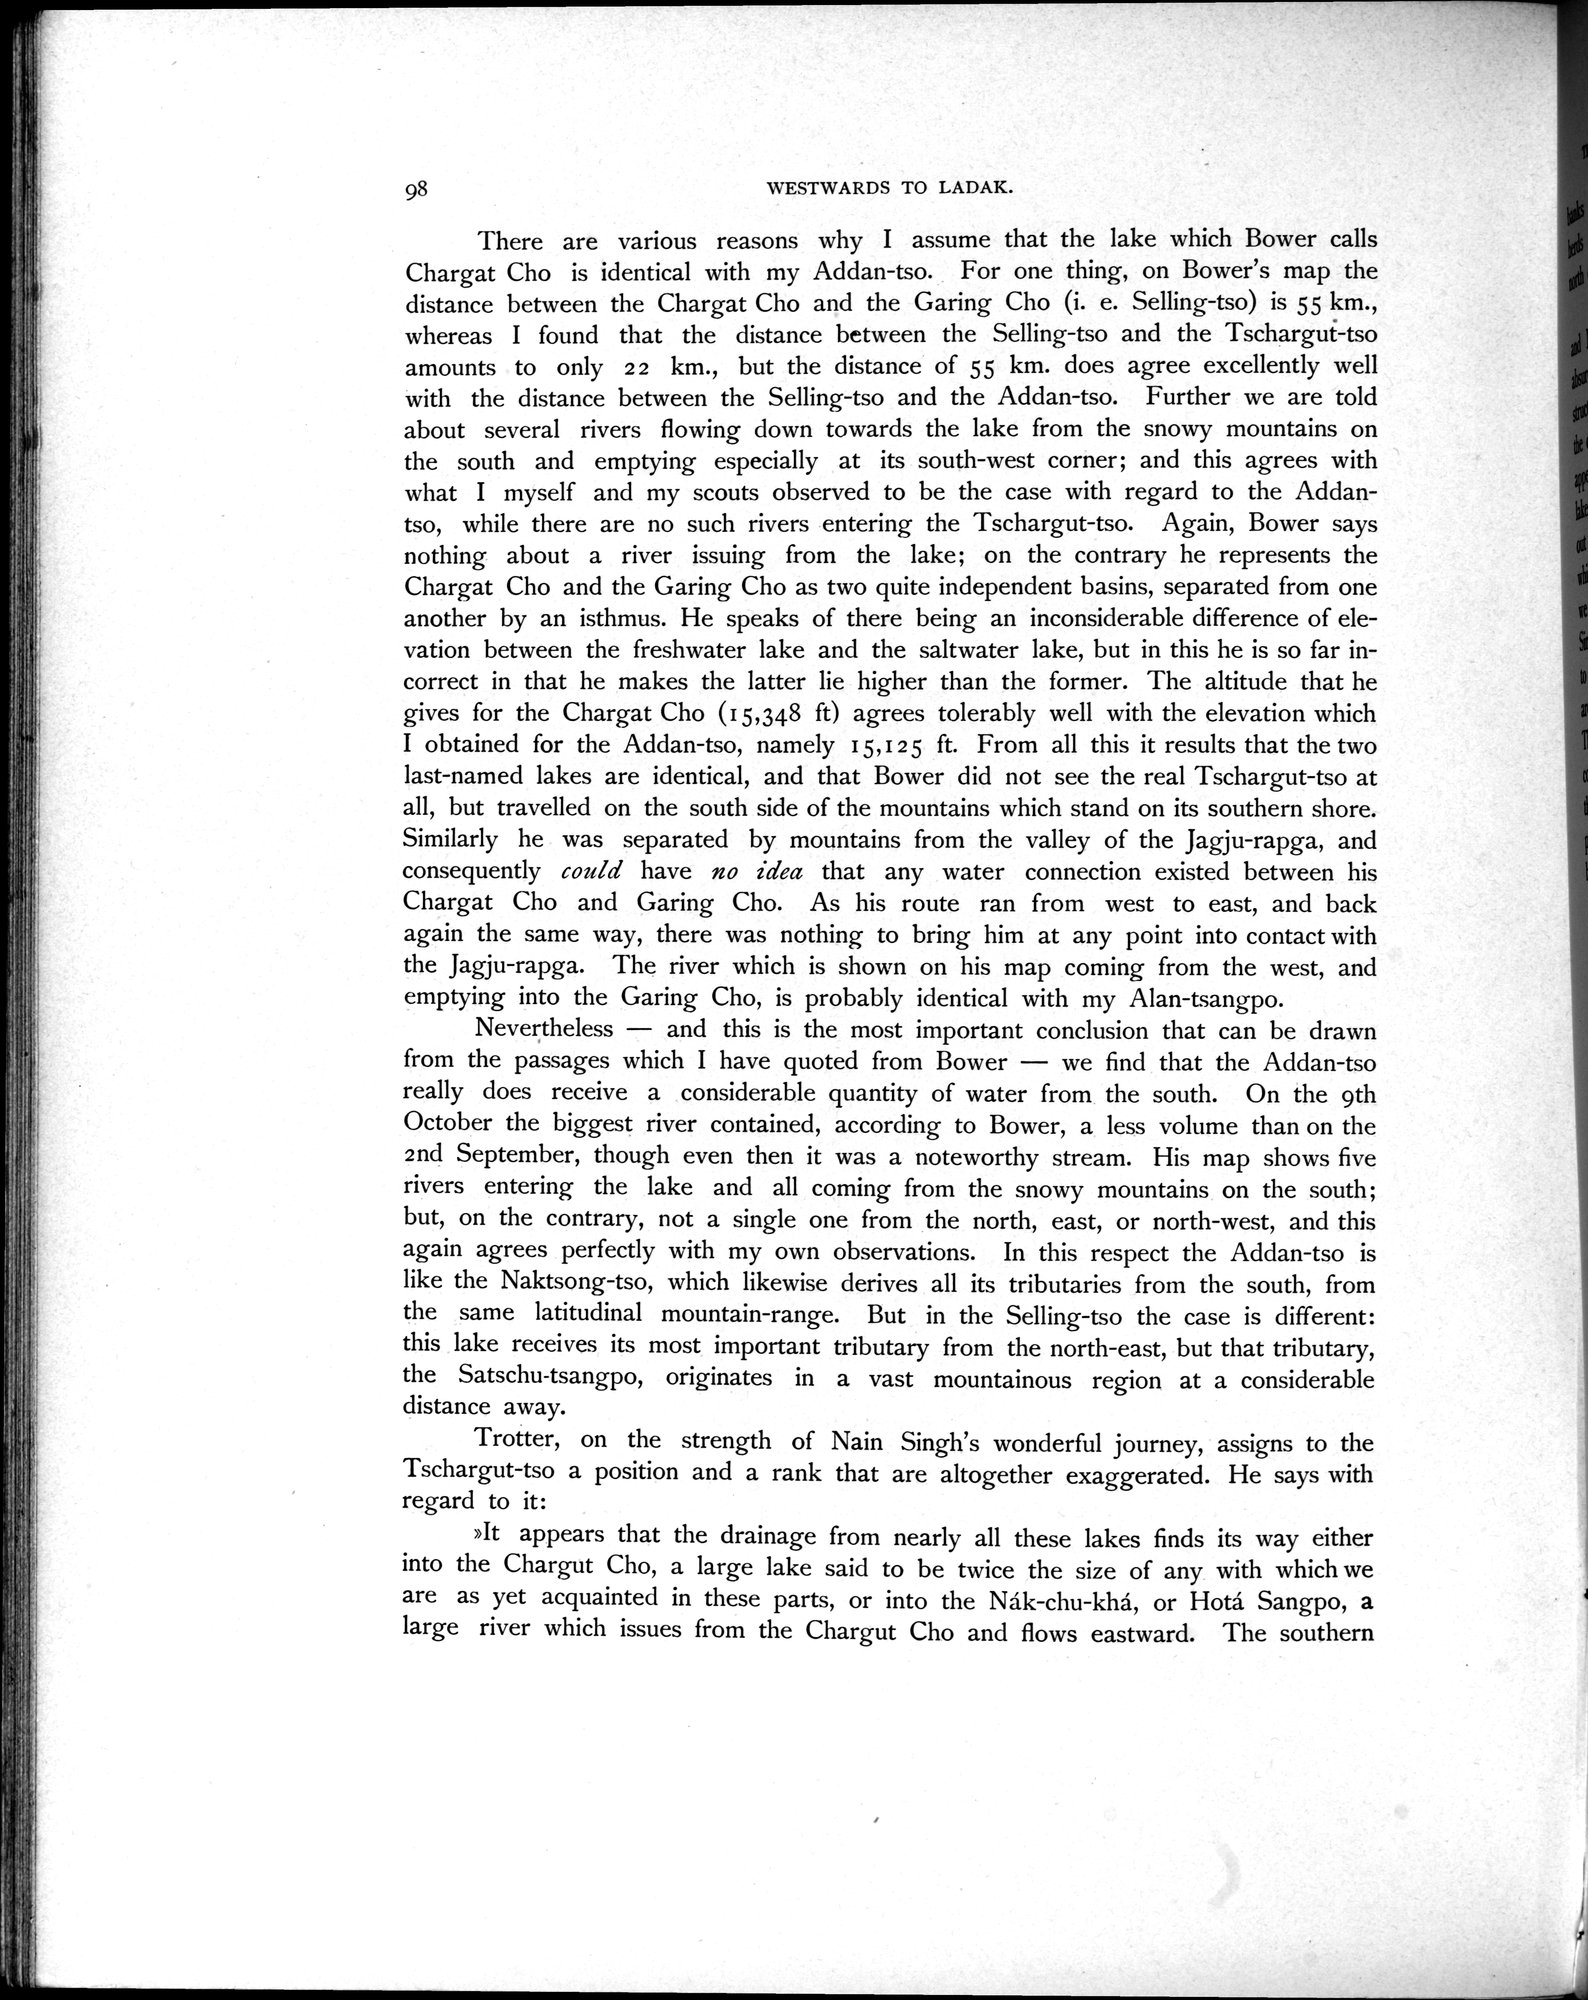 98
WESTWARDS TO LADAK.
There are various reasons why I assume that the lake which Bower calls
Chargat Cho is identical with my Addan-tso. For one thing, on Bower's map the
distance between the Chargat Cho and the Garing Cho (i. e. Selling-tso) is 55 km.,
whereas I found that the distance between the Selling-tso and the Tschargut-tso
amounts to only 22 km., but the distance of 55 km. does agree excellently well
with the distance between the Selling-tso and the Addan-tso. Further we are told
about several rivers flowing down towards the lake from the snowy mountains on
the south and emptying especially at its south-west corner; and this agrees with
what I myself and my scouts observed to be the case with regard to the Addan-
tso, while there are no such rivers entering the Tschargut-tso. Again, Bower says
nothing about a river issuing from the lake; on the contrary he represents the
Chargat Cho and the Garing Cho as two quite independent basins, separated from one
another by an isthmus. He speaks of there being an inconsiderable difference of ele-
vation between the freshwater lake and the saltwater lake, but in this he is so far in-
correct in that he makes the latter lie higher than the former. The altitude that he
gives for the Chargat Cho (15,348 ft) agrees tolerably well with the elevation which
I obtained for the Addan-tso, namely 15,125 ft. From all this it results that the two
last-named lakes are identical, and that Bower did not see the real Tschargut-tso at
all, but travelled on the south side of the mountains which stand on its southern shore.
Similarly he was separated by mountains from the valley of the Jagju-rapga, and
consequently could have no idea that any water connection existed between his
Chargat Cho and Garing Cho. As his route ran from west to east, and back
again the same way, there was nothing to bring him at any point into contact with
the Jagju-rapga. The river which is shown on his map coming from the west, and
emptying into the Garing Cho, is probably identical with my Alan-tsangpo.
Nevertheless — and this is the most important conclusion that can be drawn
from the passages which I have quoted from Bower — we find that the Addan-tso
really does receive a considerable quantity of water from the south. On the 9th
October the biggest river contained, according to Bower, a less volume than on the
2nd September, though even then it was a noteworthy stream. His map shows five
rivers entering the lake and all coming from the snowy mountains on the south;
but, on the contrary, not a single one from the north, east, or north-west, and this
again agrees perfectly with my own observations. In this respect the Addan-tso is
like the Naktsong-tso, which likewise derives all its tributaries from the south, from
the same latitudinal mountain-range. But in the Selling-tso the case is different:
this lake receives its most important tributary from the north-east, but that tributary,
the Satschu-tsangpo, originates in a vast mountainous region at a considerable
distance away.
Trotter, on the strength of Nain Singh's wonderful journey, assigns to the
Tschargut-tso a position and a rank that are altogether exaggerated. He says with
regard to it:
»It appears that the drainage from nearly all these lakes finds its way either
into the Chargut Cho, a large lake said to be twice the size of any with which we
are as yet acquainted in these parts, or into the Nák-chu-khá, or Hotá Sangpo, a
large river which issues from the Chargut Cho and flows eastward. The southern